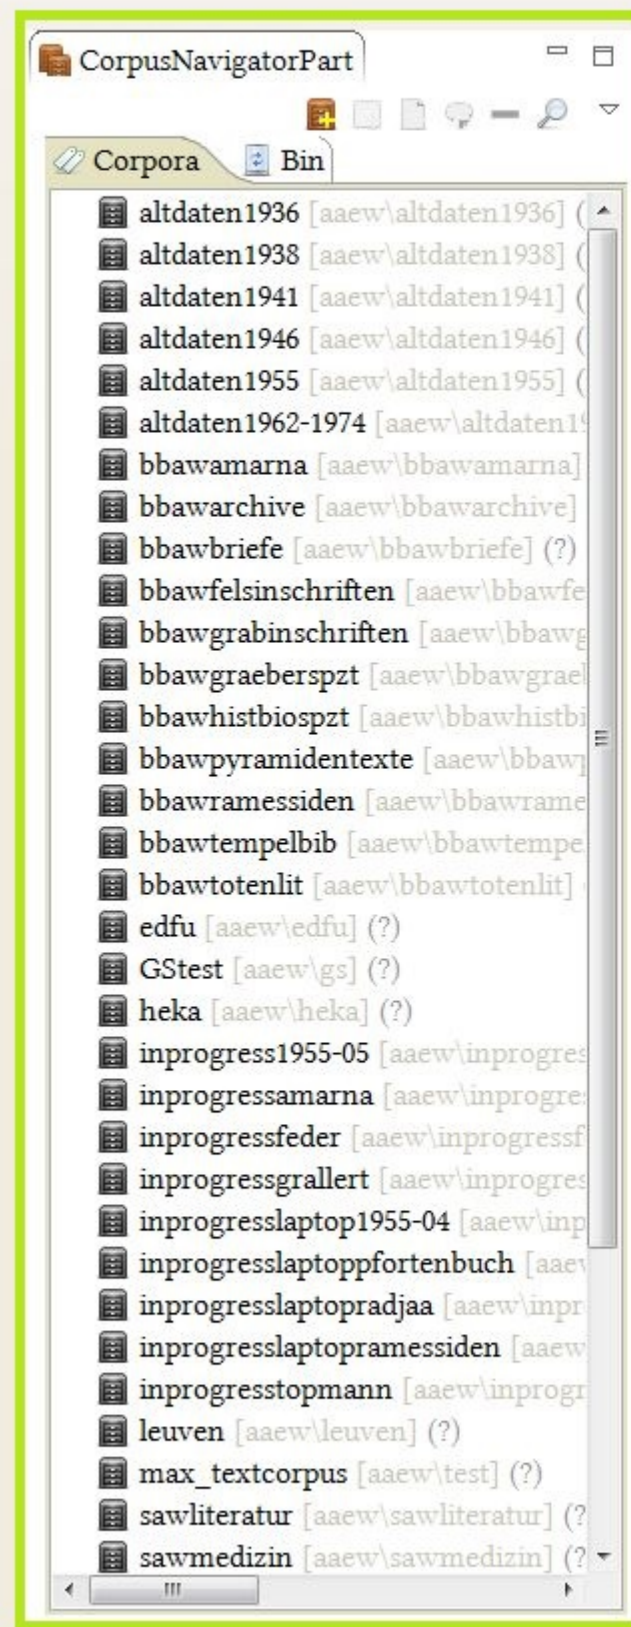 CorpusNavigatorPart
Corpora Bin
altdaten1936 [aaew\altdaten1936] (
altdaten1938 [aaew\altdaten1938] (
altdaten1941 [aaew\altdaten1941] (
altdaten1946 [aaew\altdaten1946] (
altdaten1955 [aaew\altdaten1955] (
altdaten1962-1974 [aaew\altdaten19
bbawamarna [aaew\bbawamarna]
bbawarchive [aaew\bbawarchive]
bbawbriefe [aaew\bbawbriefe] (?)
bbawfelsinschriften [aaew\bbawfe
bbawgrabinschriften [aaew\bbawg
bbawgraeberspzt [aaew\bbawgrael
bbawhistbiospzt [aaew\bbawhistbi
bbawpyramidentexte [aaew\bbawp
bbawramessiden [aaew\bbawrame
bbawtempelbib [aaew\bbawtempe
bbawtotenlit [aaew\bbawtotenlit]
edfu [aaew\edfu] (?)
GStest [aaew\gs] (?)
heka [aaew\heka] (?)
inprogress1955-05 [aaew\inprogres
inprogressamarna [aaew\inprogres
inprogressfeder [aaew\inprogressf
inprogressgrallert [aaew\inprogres
inprogresslaptop1955-04 [aaew\inp
inprogresslaptoppfortenbuch [aaew
inprogresslaptopradjaa [aaew\inpr
inprogresslaptopramessiden [aaew
inprogresstopmann [aaew\inprogr
leuven [aaew\leuven] (?)
max_textcorpus [aaew\test] (?)
sawliteratur [aaew\sawliteratur] (?
sawmedizin [aaew\sawmedizin] (?